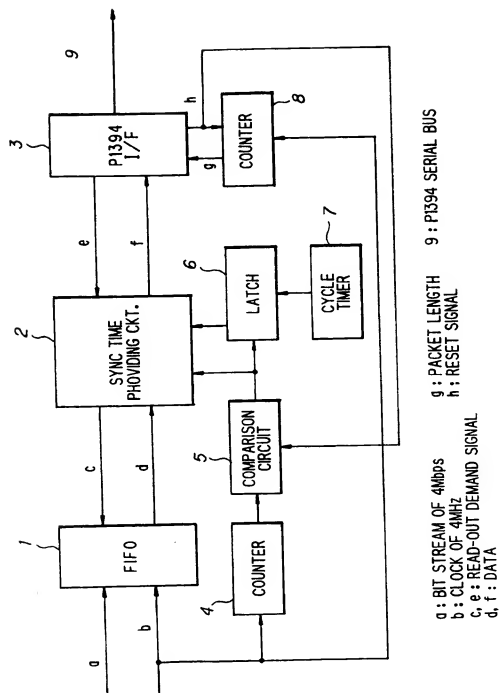 9
3
P1394
I/F
h
8
COUNTER
g
e
f
2
SYNC TIME
PHOVIDING CKT.
6
LATCH
7
CYCLE
TIMER
c
d
5
COMPARISON
CIRCUIT
1
FIFO
4
COUNTER
a
b
a : BIT STREAM OF 4Mbps
b : CLOCK OF 4MHz
c, e : READ-OUT DEMAND SIGNAL
d, f : DATA
g : PACKET LENGTH
h : RESET SIGNAL
9 : P1394 SERIAL BUS